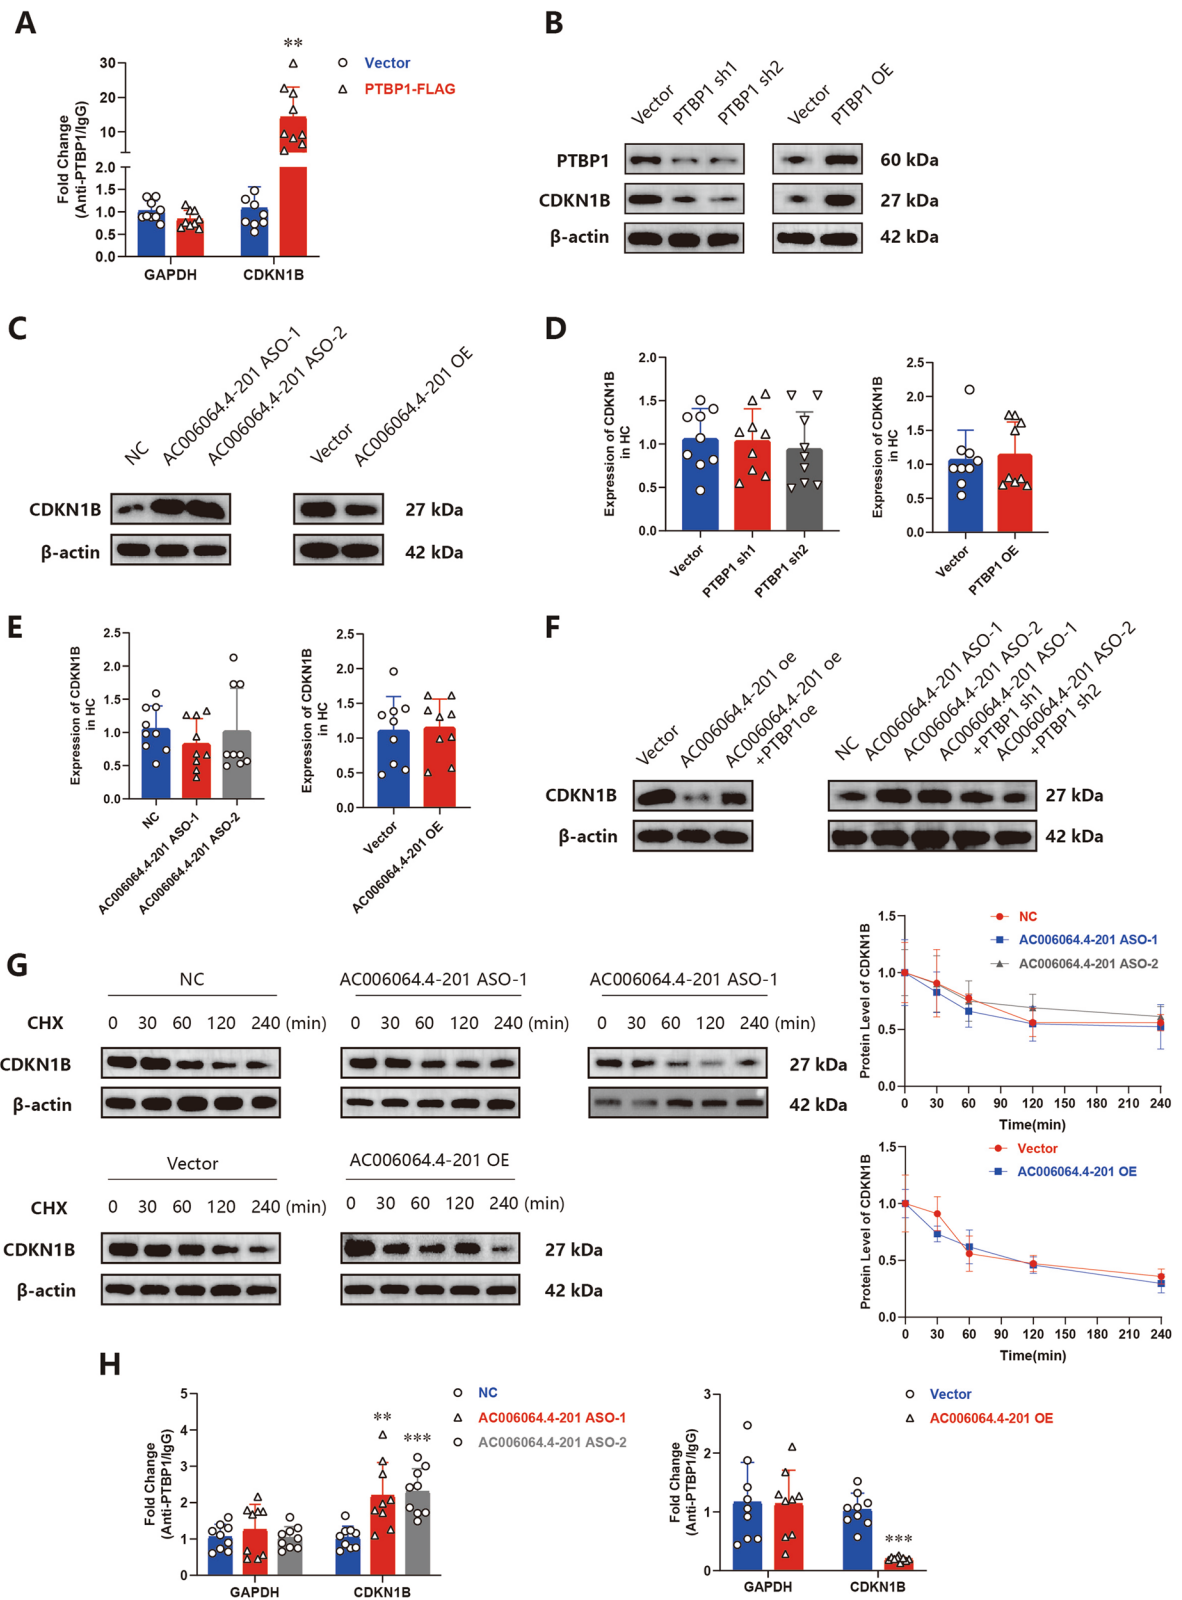 A
**
Vector
PTBP1-FLAG
Fold Change
(Anti-PTBP1/IgG)
30
20
10
2.0
1.5
1.0
0.5
0.0
GAPDH
CDKN1B
B
Vector
PTBP1 sh1
PTBP1 sh2
Vector
PTBP1 OE
PTBP1
60 kDa
CDKN1B
27 kDa
β-actin
42 kDa
C
NC
AC006064.4-201 ASO-1
AC006064.4-201 ASO-2
Vector
AC006064.4-201 OE
CDKN1B
27 kDa
β-actin
42 kDa
D
Expression of CDKN1B
in HC
2.0
1.5
1.0
0.5
0.0
Vector
PTBP1 sh1
PTBP1 sh2
Expression of CDKN1B
in HC
2.5
2.0
1.5
1.0
0.5
0.0
Vector
PTBP1 OE
E
Expression of CDKN1B
in HC
2.5
2.0
1.5
1.0
0.5
0.0
NC
AC006064.4-201 ASO-1
AC006064.4-201 ASO-2
Expression of CDKN1B
in HC
2.5
2.0
1.5
1.0
0.5
0.0
Vector
AC006064.4-201 OE
F
Vector
AC006064.4-201 oe
AC006064.4-201 oe
+PTBP1oe
NC
AC006064.4-201 ASO-1
AC006064.4-201 ASO-2
AC006064.4-201 ASO-1
+PTBP1 sh1
AC006064.4-201 ASO-2
+PTBP1 sh2
CDKN1B
27 kDa
β-actin
42 kDa
G
NC
AC006064.4-201 ASO-1
AC006064.4-201 ASO-1
CHX
0 30 60 120 240 (min)
0 30 60 120 240 (min)
0 30 60 120 240 (min)
CDKN1B
27 kDa
β-actin
42 kDa
Protein Level of CDKN1B
1.5
1.0
0.5
0.0
NC
AC006064.4-201 ASO-1
AC006064.4-201 ASO-2
0 30 60 90 120 150 180 210 240
Time(min)
Vector
AC006064.4-201 OE
CHX
0 30 60 120 240 (min)
0 30 60 120 240 (min)
CDKN1B
27 kDa
β-actin
42 kDa
Protein Level of CDKN1B
1.5
1.0
0.5
0.0
Vector
AC006064.4-201 OE
0 30 60 90 120 150 180 210 240
Time(min)
H
Fold Change
(Anti-PTBP1/IgG)
5
4
3
2
1
0
**
***
NC
AC006064.4-201 ASO-1
AC006064.4-201 ASO-2
GAPDH
CDKN1B
Fold Change
(Anti-PTBP1/IgG)
3
2
1
0
***
Vector
AC006064.4-201 OE
GAPDH
CDKN1B